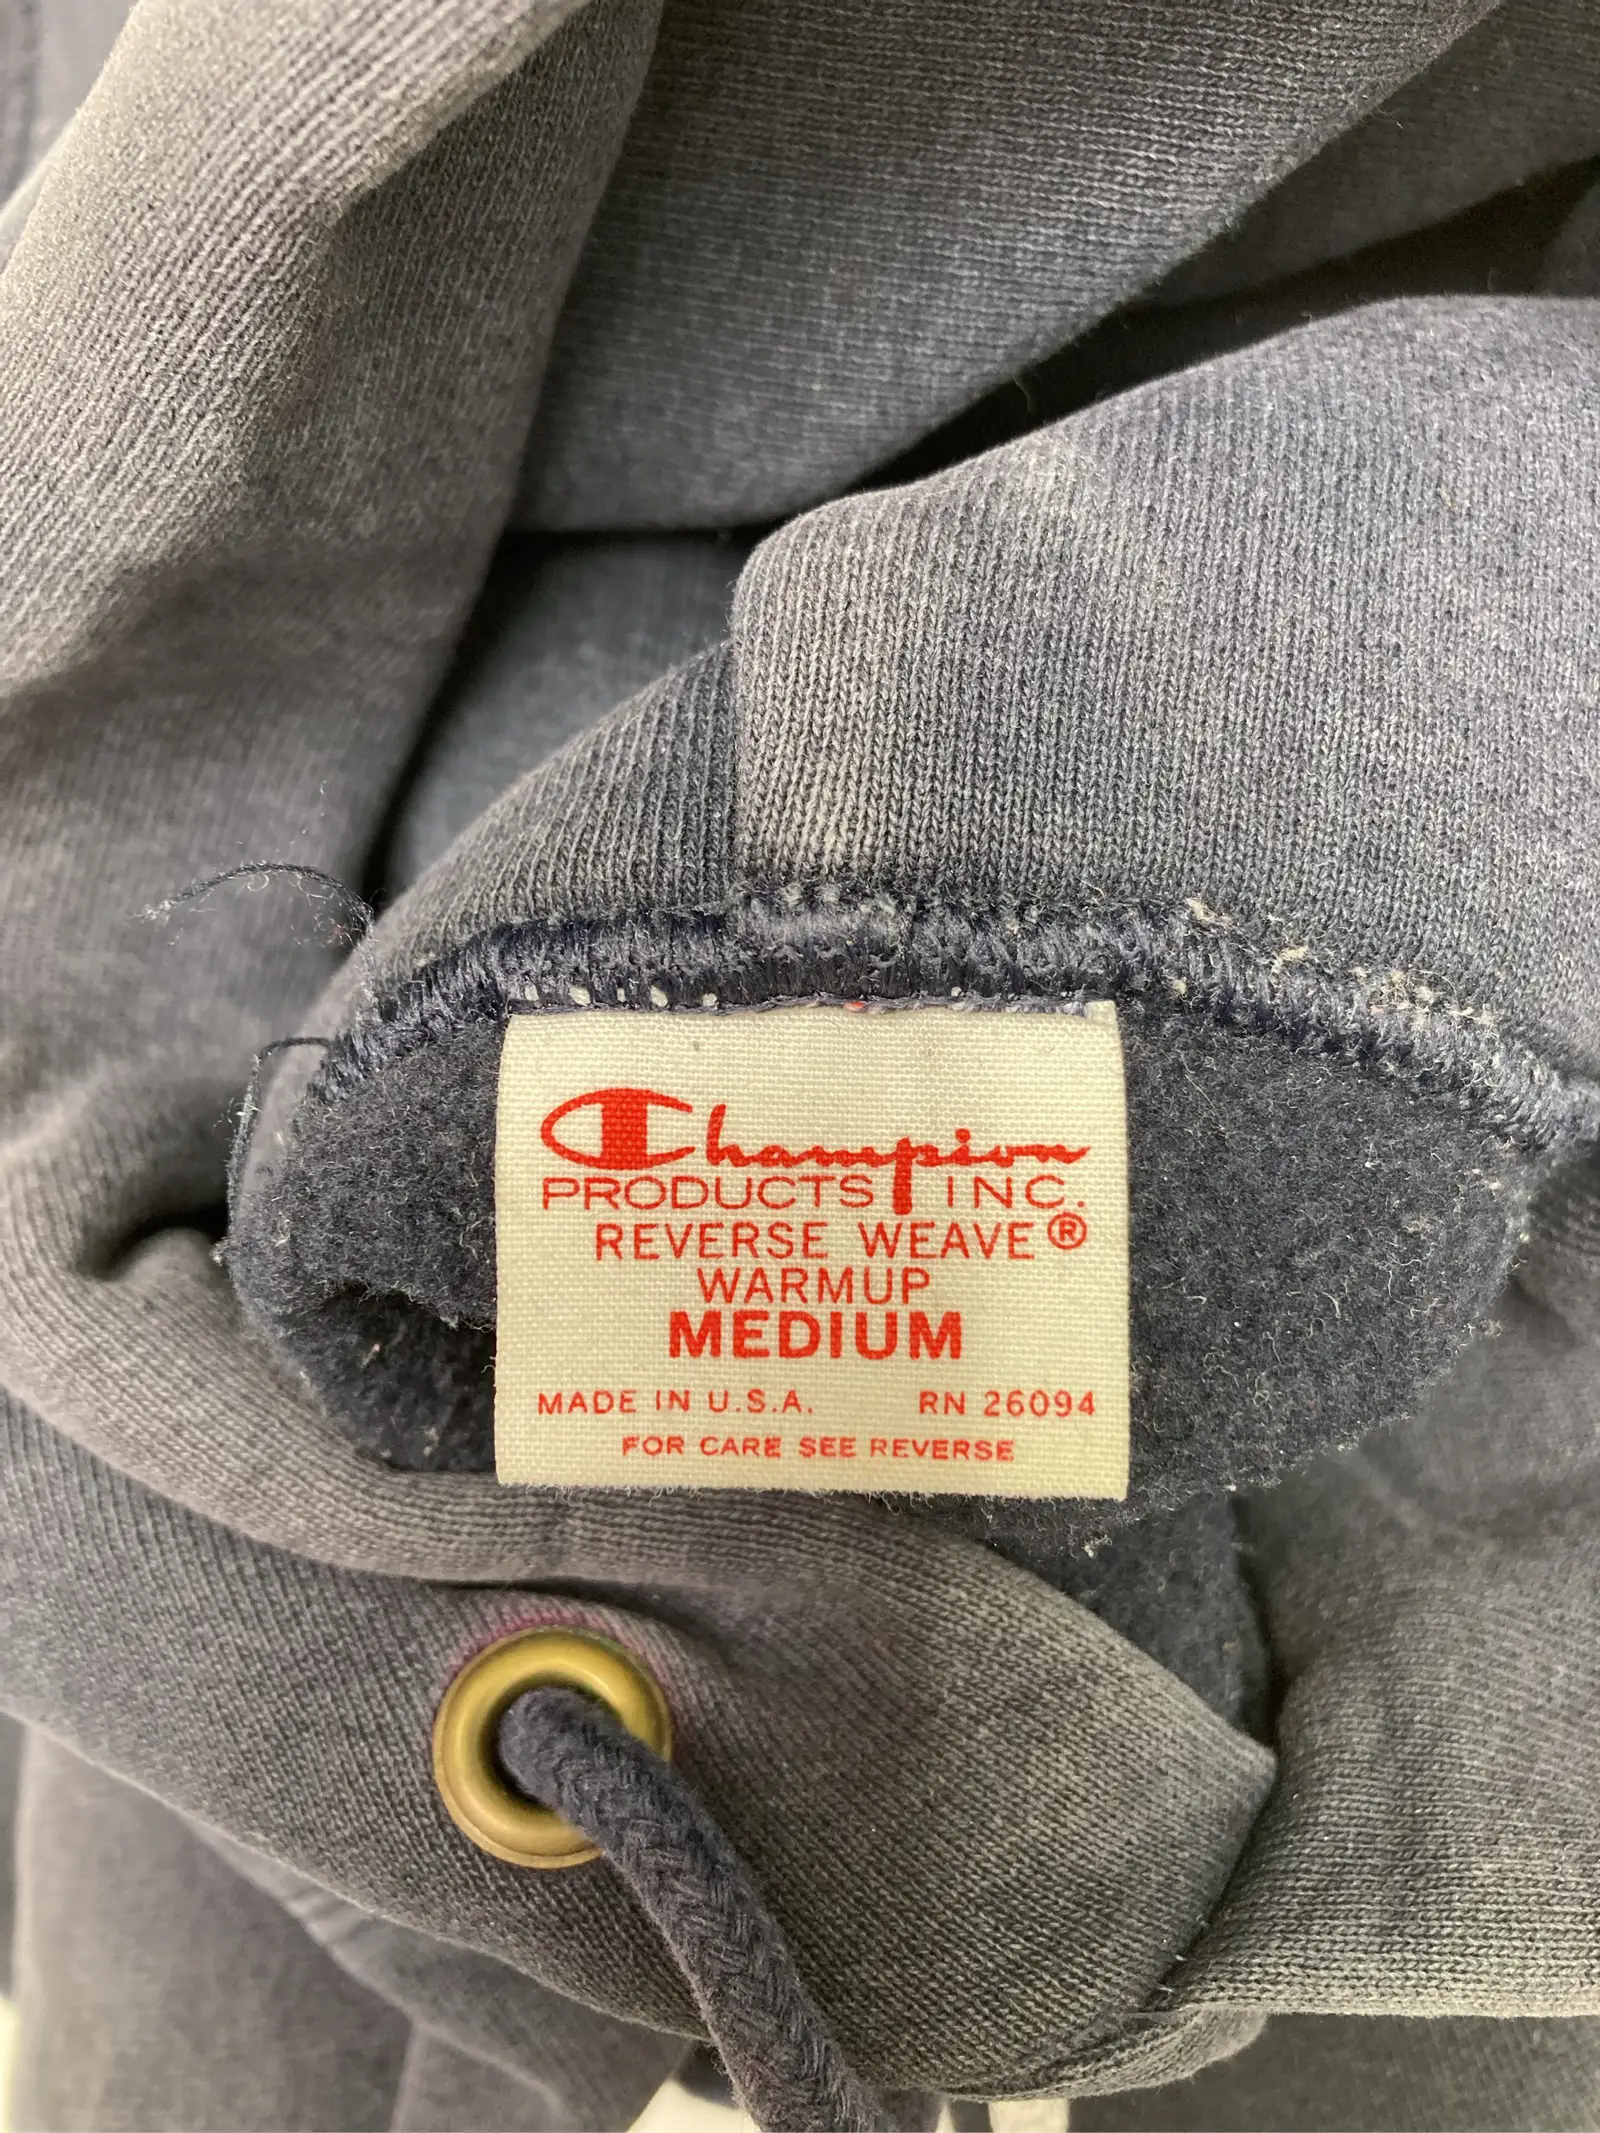 Champion
PRODUCTS INC.
REVERSE WEAVE®
WARMUP
MEDIUM
MADE IN U.S.A. RN 26094
FOR CARE SEE REVERSE